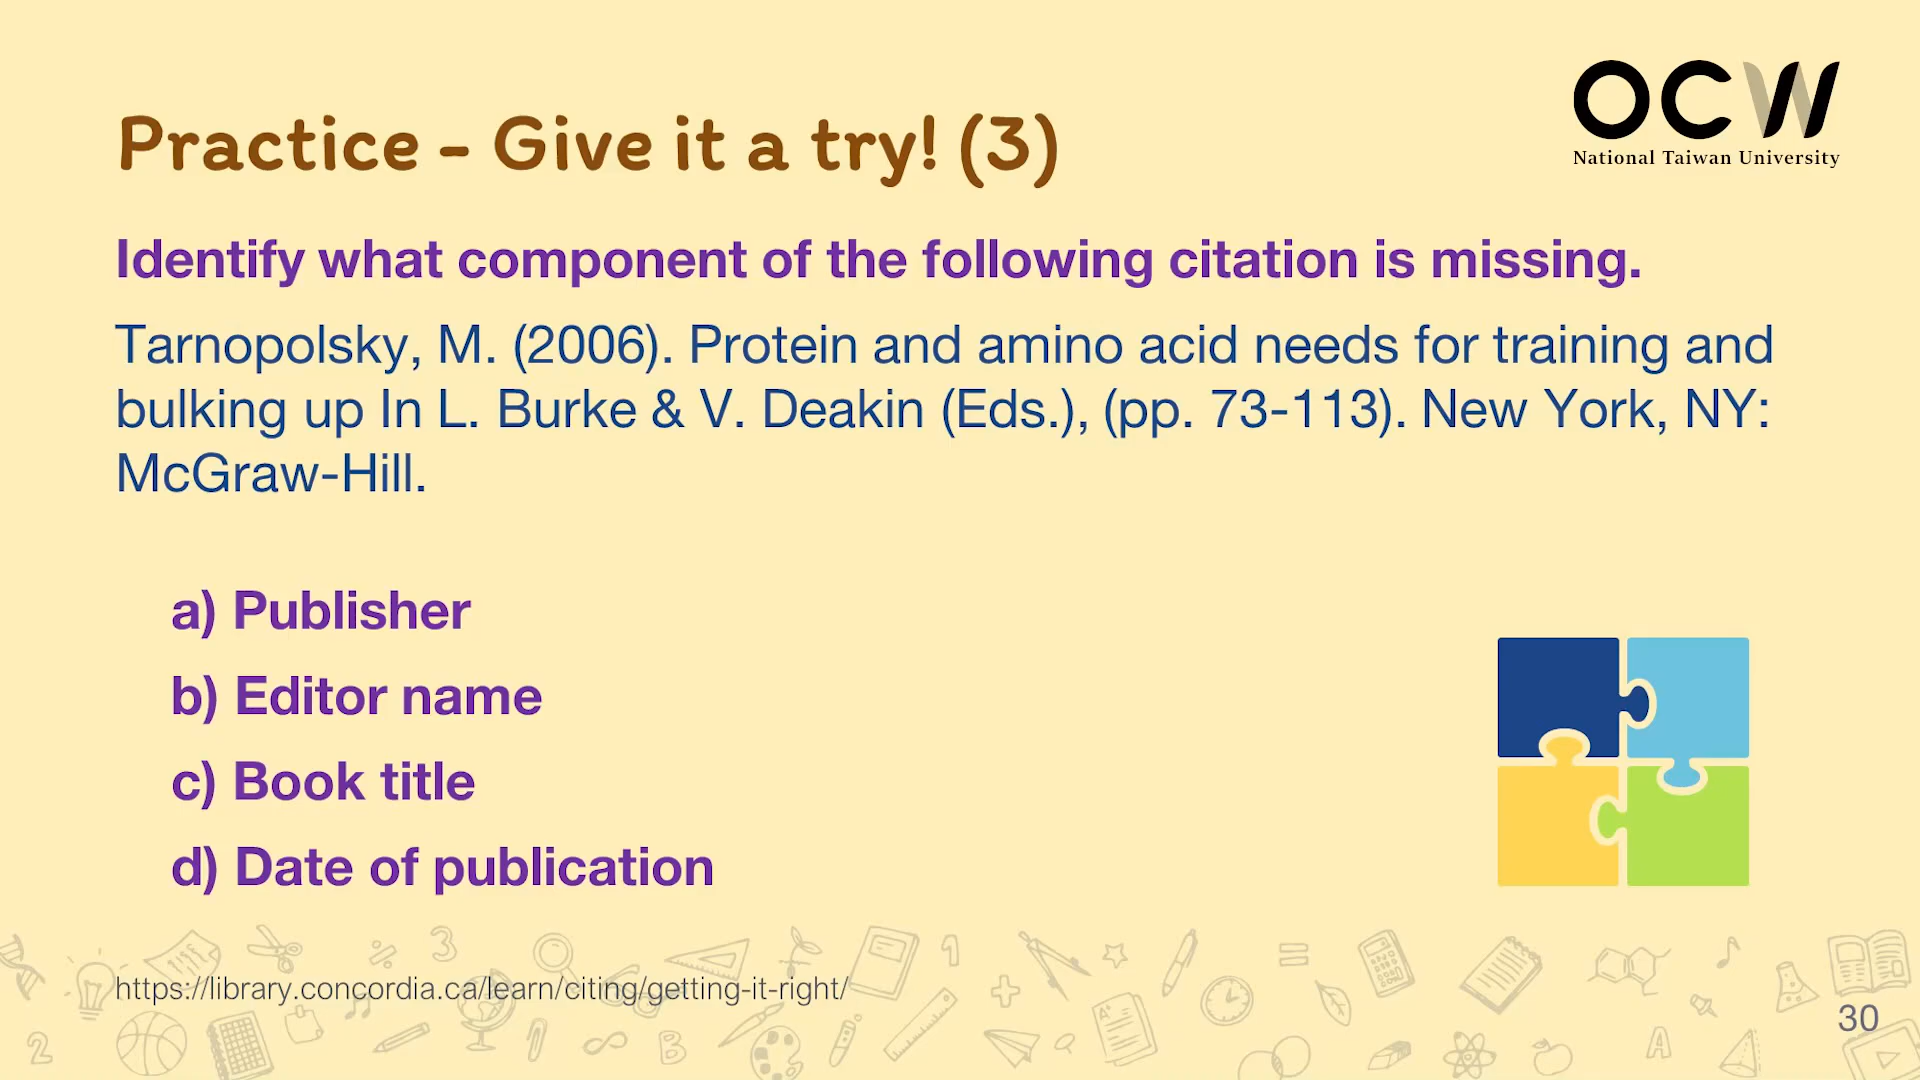 OCW
National Taiwan University
Practice - Give it a try! (3)
Identify what component of the following citation is missing.
Tarnopolsky, M. (2006). Protein and amino acid needs for training and
bulking up In L. Burke & V. Deakin (Eds.), (pp. 73-113). New York, NY:
McGraw-Hill.
a) Publisher
b) Editor name
c) Book title
d) Date of publication
https://library.concordia.ca/learn/citing/getting-it-right/
30